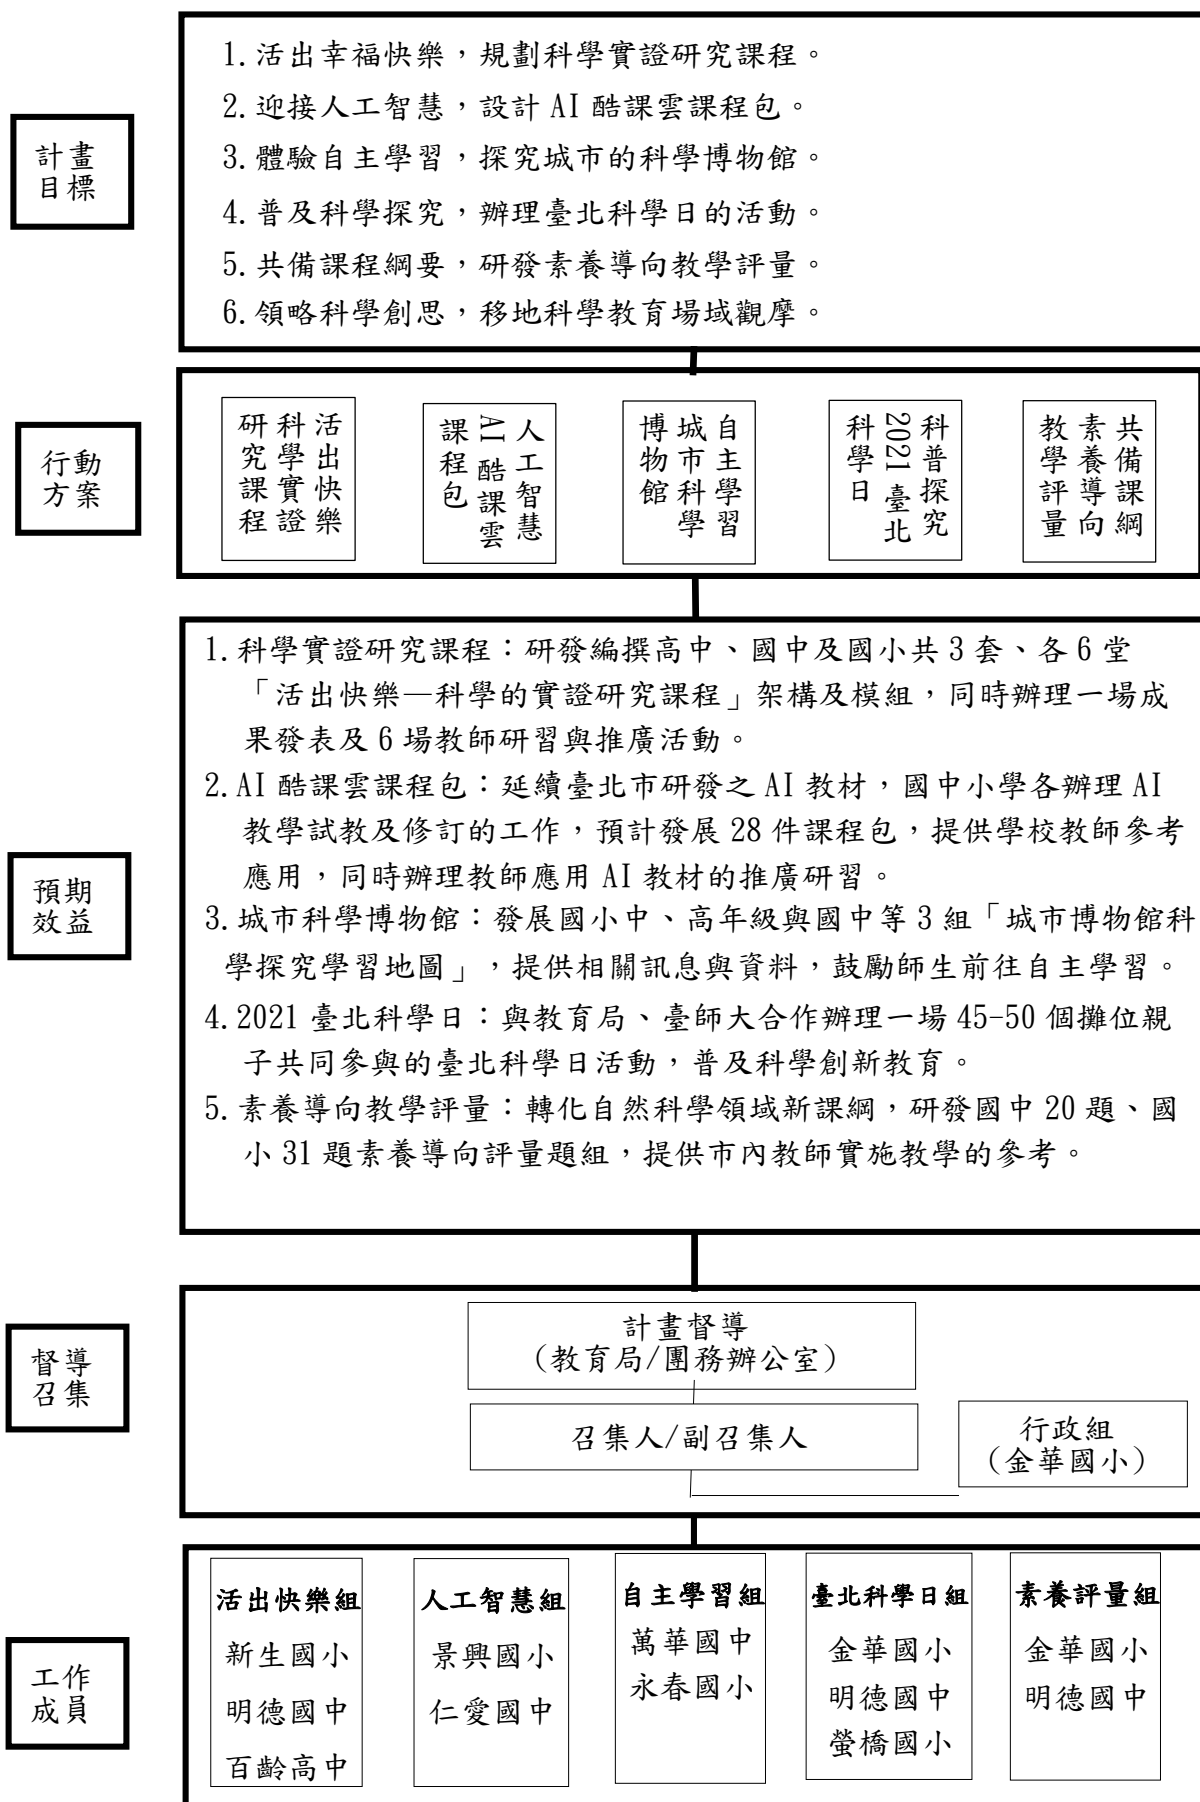 計畫
目標
1.活出幸福快樂，規劃科學實證研究課程。
2.迎接人工智慧，設計 AI 酷課雲課程包。
3.體驗自主學習，探究城市的科學博物館。
4.普及科學探究，辦理臺北科學日的活動。
5.共備課程綱要，研發素養導向教學評量。
6.領略科學創思，移地科學教育場域觀摩。
行動
方案
活出快樂
科學實證
研究課程
人工智慧
AI 酷課雲
課程包
自主學習
城市科學
博物館
科普探究
2021 臺北
科學日
共備課綱
素養導向
教學評量
預期
效益
1.科學實證研究課程：研發編撰高中、國中及國小共 3 套、各 6 堂
「活出快樂—科學的實證研究課程」架構及模組，同時辦理一場成
果發表及 6 場教師研習與推廣活動。
2.AI 酷課雲課程包：延續臺北市研發之 AI 教材，國中小學各辦理 AI
教學試教及修訂的工作，預計發展 28 件課程包，提供學校教師參考
應用，同時辦理教師應用 AI 教材的推廣研習。
3.城市科學博物館：發展國小中、高年級與國中等 3 組「城市博物館科
學探究學習地圖」，提供相關訊息與資料，鼓勵師生前往自主學習。
4.2021 臺北科學日：與教育局、臺師大合作辦理一場 45-50 個攤位親
子共同參與的臺北科學日活動，普及科學創新教育。
5.素養導向教學評量：轉化自然科學領域新課綱，研發國中 20 題、國
小 31 題素養導向評量題組，提供市內教師實施教學的參考。
督導
召集
計畫督導
(教育局/團務辦公室)
召集人/副召集人
行政組
(金華國小)
工作
成員
活出快樂組
新生國小
明德國中
百齡高中
人工智慧組
景興國小
仁愛國中
自主學習組
萬華國中
永春國小
臺北科學日組
金華國小
明德國中
螢橋國小
素養評量組
金華國小
明德國中